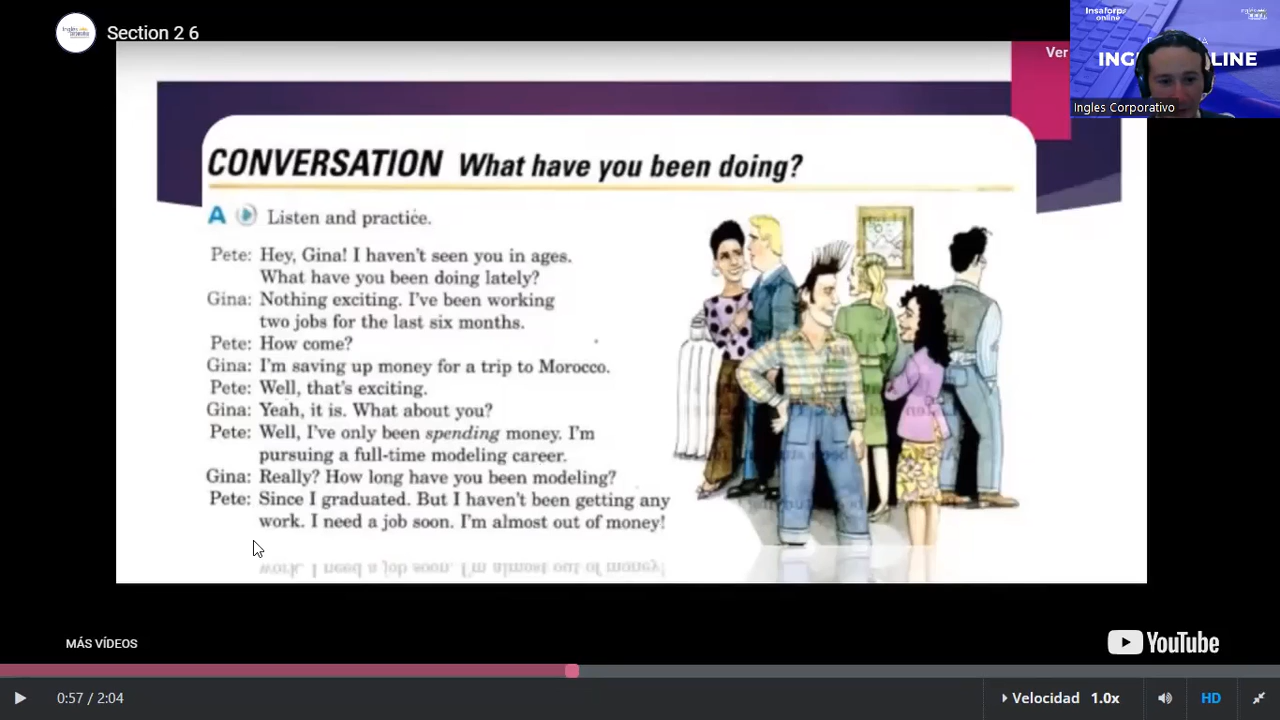 Section 2 6
Insaforp
online
Ver
INGL
LINE
Ingles Corporativo
CONVERSATION What have you been doing?
A Listen and practice.
Pete: Hey, Gina! I haven't seen you in ages.
What have you been doing lately?
Gina: Nothing exciting. I've been working
two jobs for the last six months.
Pete: How come?
Gina: I'm saving up money for a trip to Morocco.
Pete: Well, that's exciting.
Gina: Yeah, it is. What about you?
Pete: Well, I've only been spending money. I'm
pursuing a full-time modeling career.
Gina: Really? How long have you been modeling?
Pete: Since I graduated. But I haven't been getting any
work. I need a job soon. I'm almost out of money!
MÁS VÍDEOS
YouTube
0:57 / 2:04
Velocidad 1.0x
HD